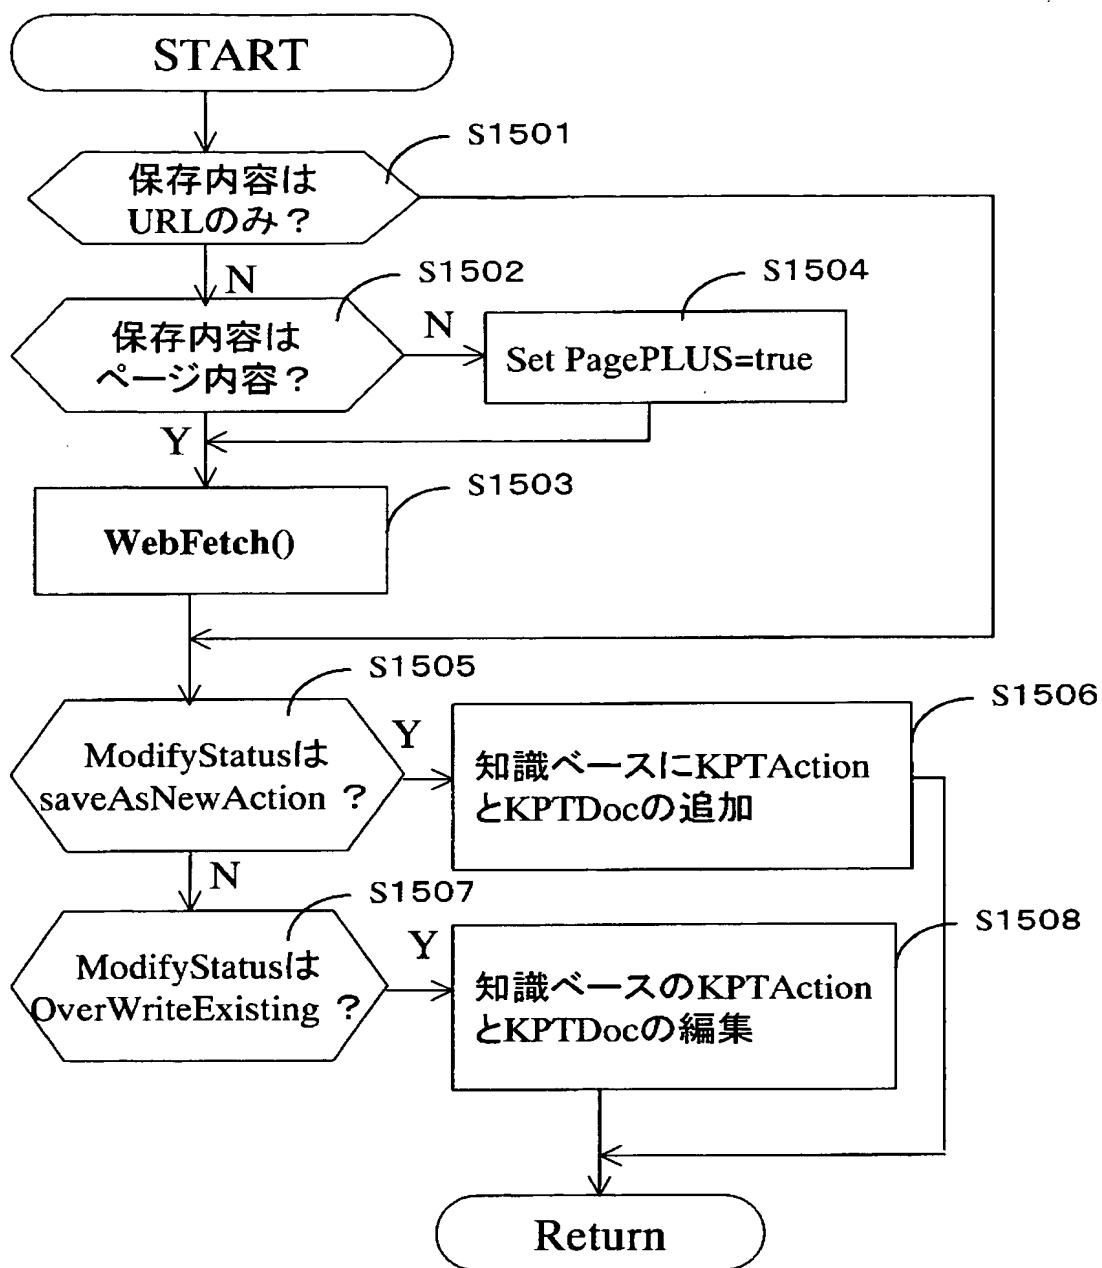 START
S1501
保存内容は
URLのみ？
N
S1502
S1504
保存内容は
ページ内容？
N
Set PagePLUS=true
Y
S1503
WebFetch()
S1505
S1506
ModifyStatusは
saveAsNewAction ？
Y
知識ベースにKPTAction
とKPTDocの追加
N
S1507
S1508
ModifyStatusは
OverWriteExisting ？
Y
知識ベースのKPTAction
とKPTDocの編集
Return